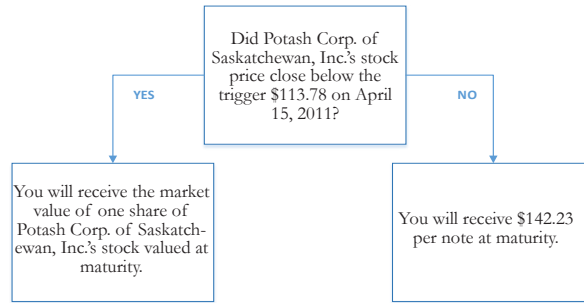 Did Potash Corp. of
Saskatchewan, Inc.'s stock
price close below the
trigger $113.78 on April
15, 2011?
YES
NO
You will receive the market
value of one share of
Potash Corp. of Saskatch-
ewan, Inc.'s stock valued at
maturity.
You will receive $142.23
per note at maturity.